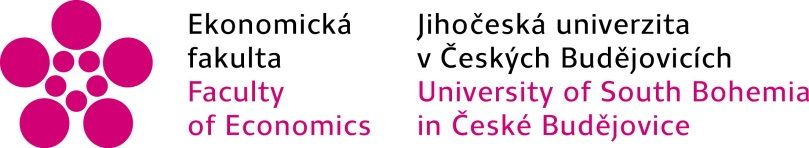 Ekonomická
fakulta
Faculty
of Economics
Jihočeská univerzita
v Českých Budějovicích
University of South Bohemia
in České Budějovice